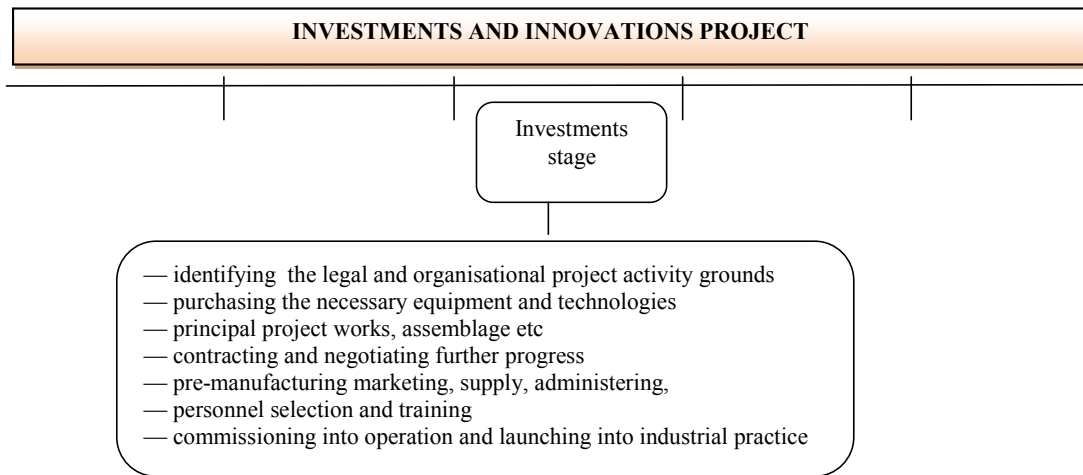 INVESTMENTS AND INNOVATIONS PROJECT
Investments
stage
— identifying the legal and organisational project activity grounds
— purchasing the necessary equipment and technologies
— principal project works, assemblage etc
— contracting and negotiating further progress
— pre-manufacturing marketing, supply, administering,
— personnel selection and training
— commissioning into operation and launching into industrial practice